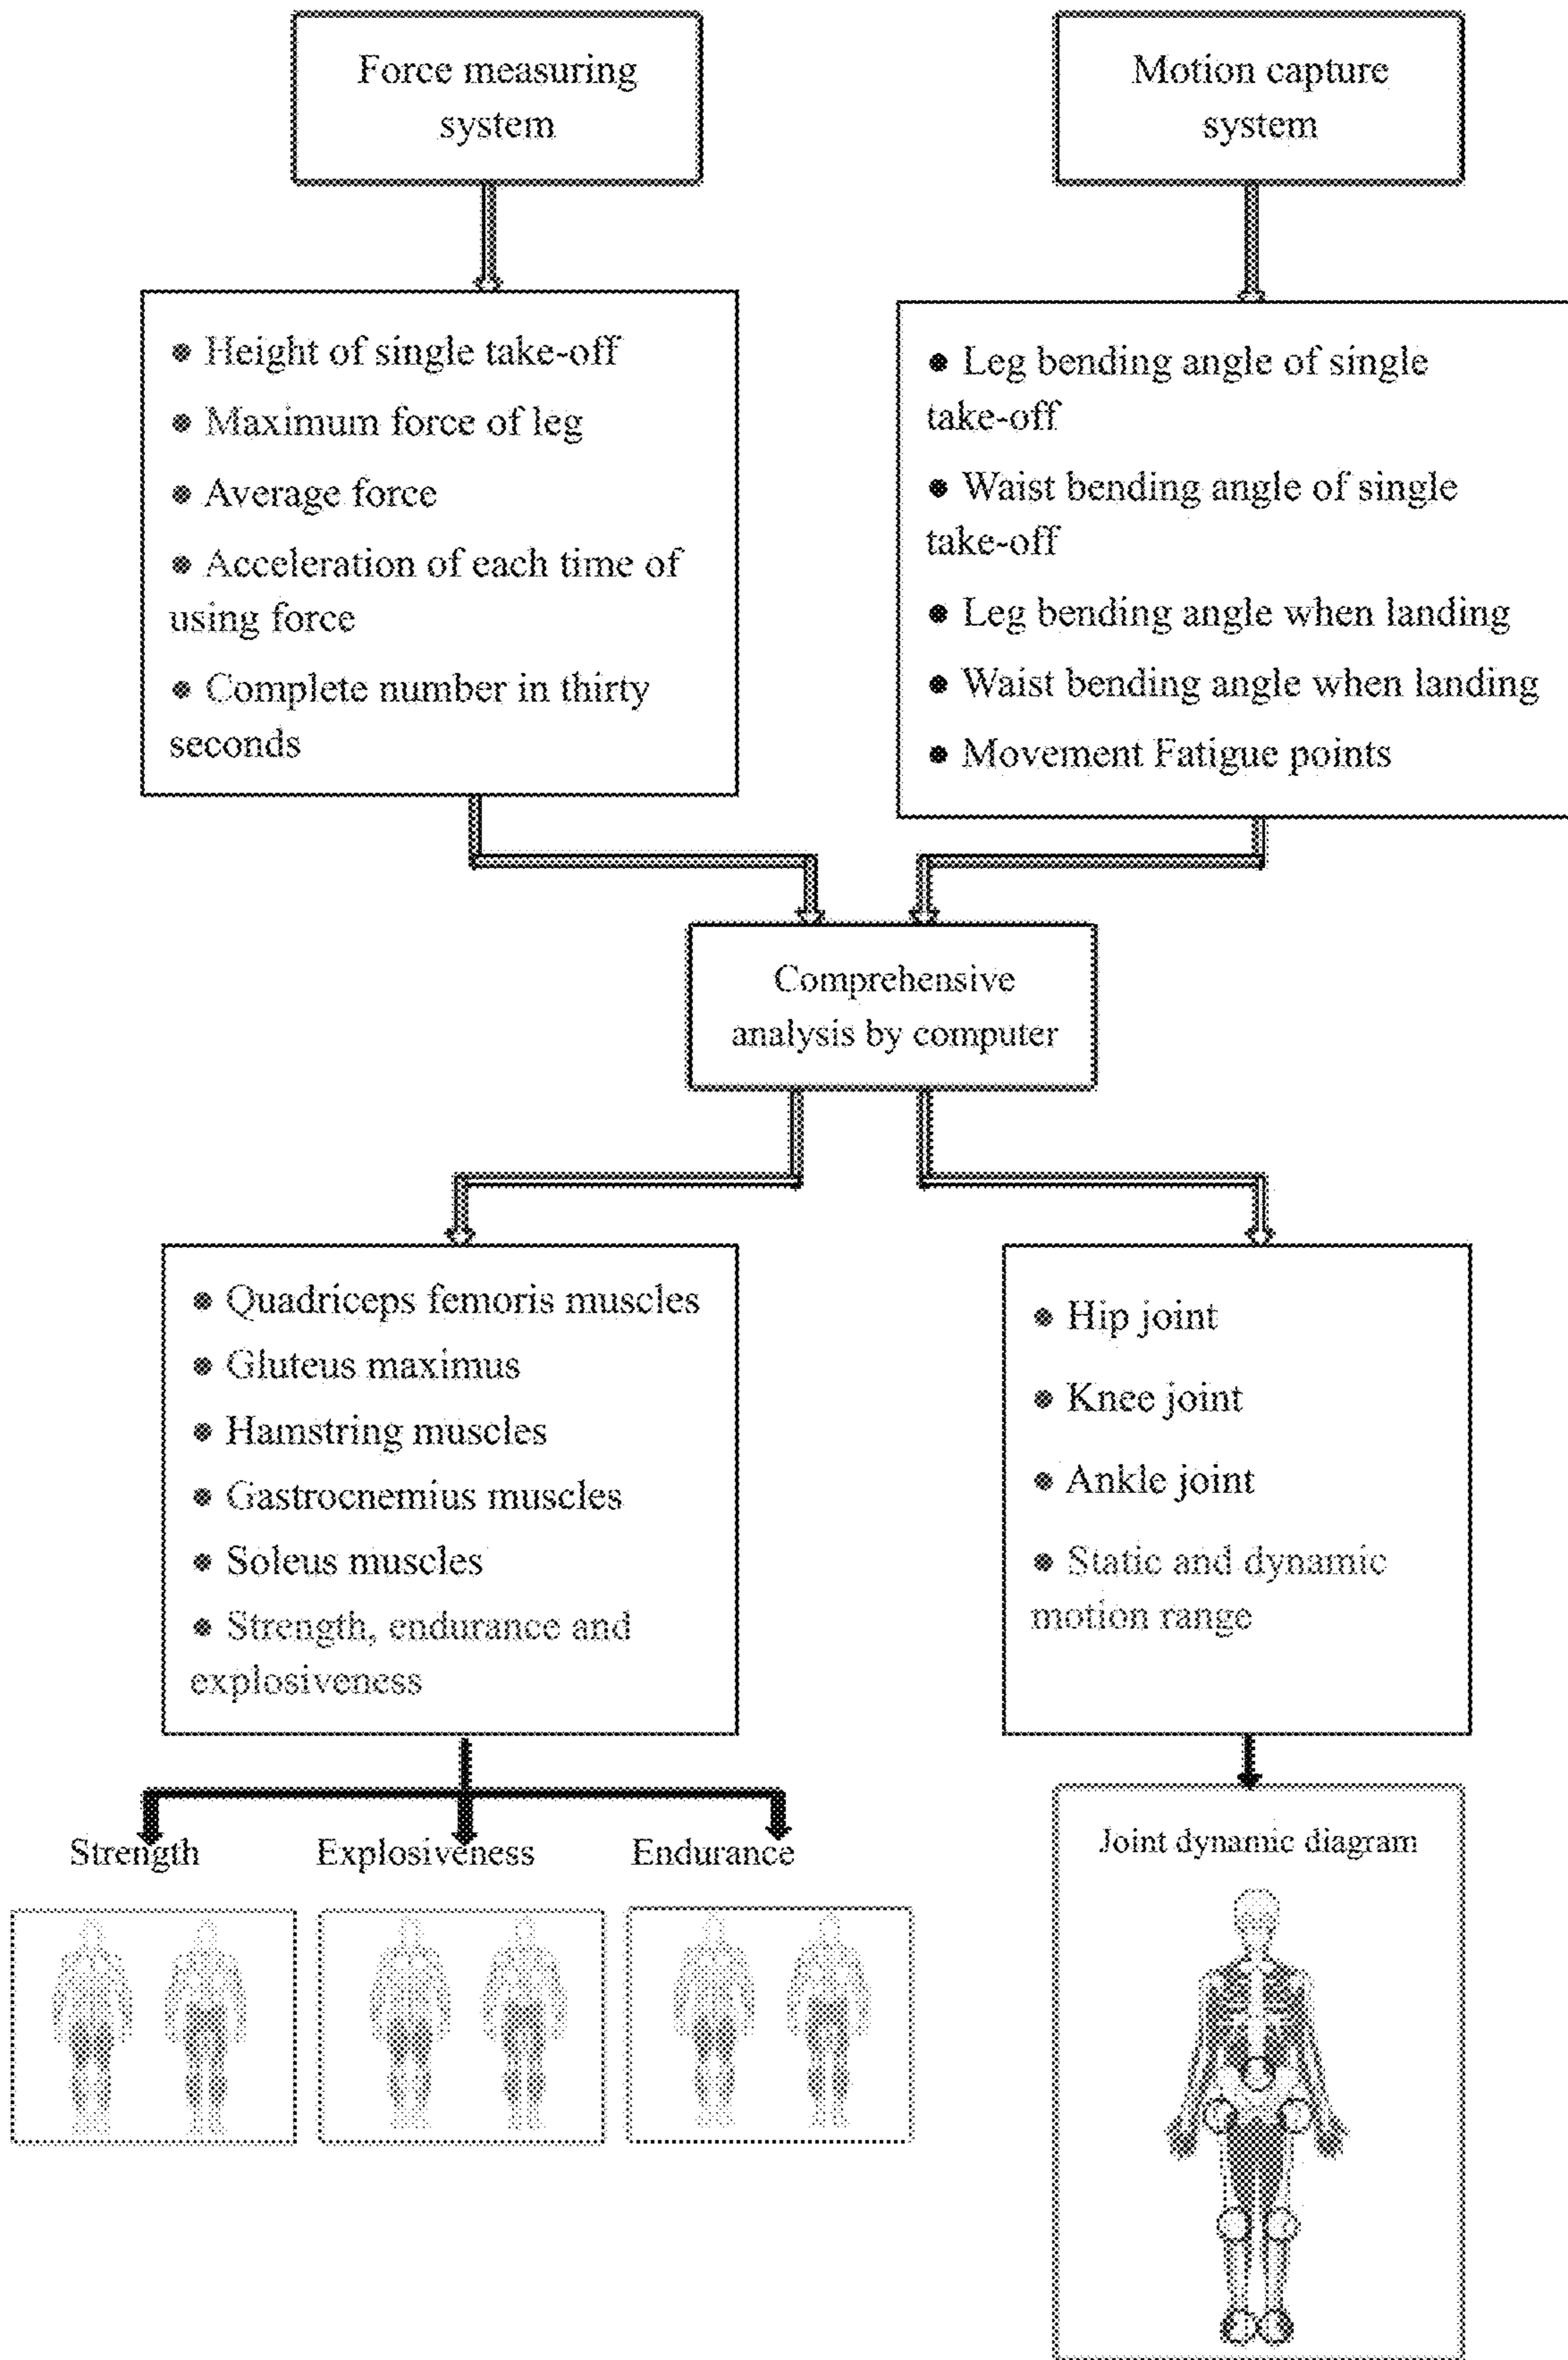 Force measuring
system
Motion capture
system
● Height of single take-off
● Maximum force of leg
● Average force
● Acceleration of each time of
using force
● Complete number in thirty
seconds
● Leg bending angle of single
take-off
● Waist bending angle of single
take-off
● Leg bending angle when landing
● Waist bending angle when landing
● Movement Fatigue points
Comprehensive
analysis by computer
● Quadriceps femoris muscles
● Gluteus maximus
● Hamstring muscles
● Gastrocnemius muscles
● Soleus muscles
● Strength, endurance and
explosiveness
● Hip joint
● Knee joint
● Ankle joint
● Static and dynamic
motion range
Strength
Explosiveness
Endurance
Joint dynamic diagram